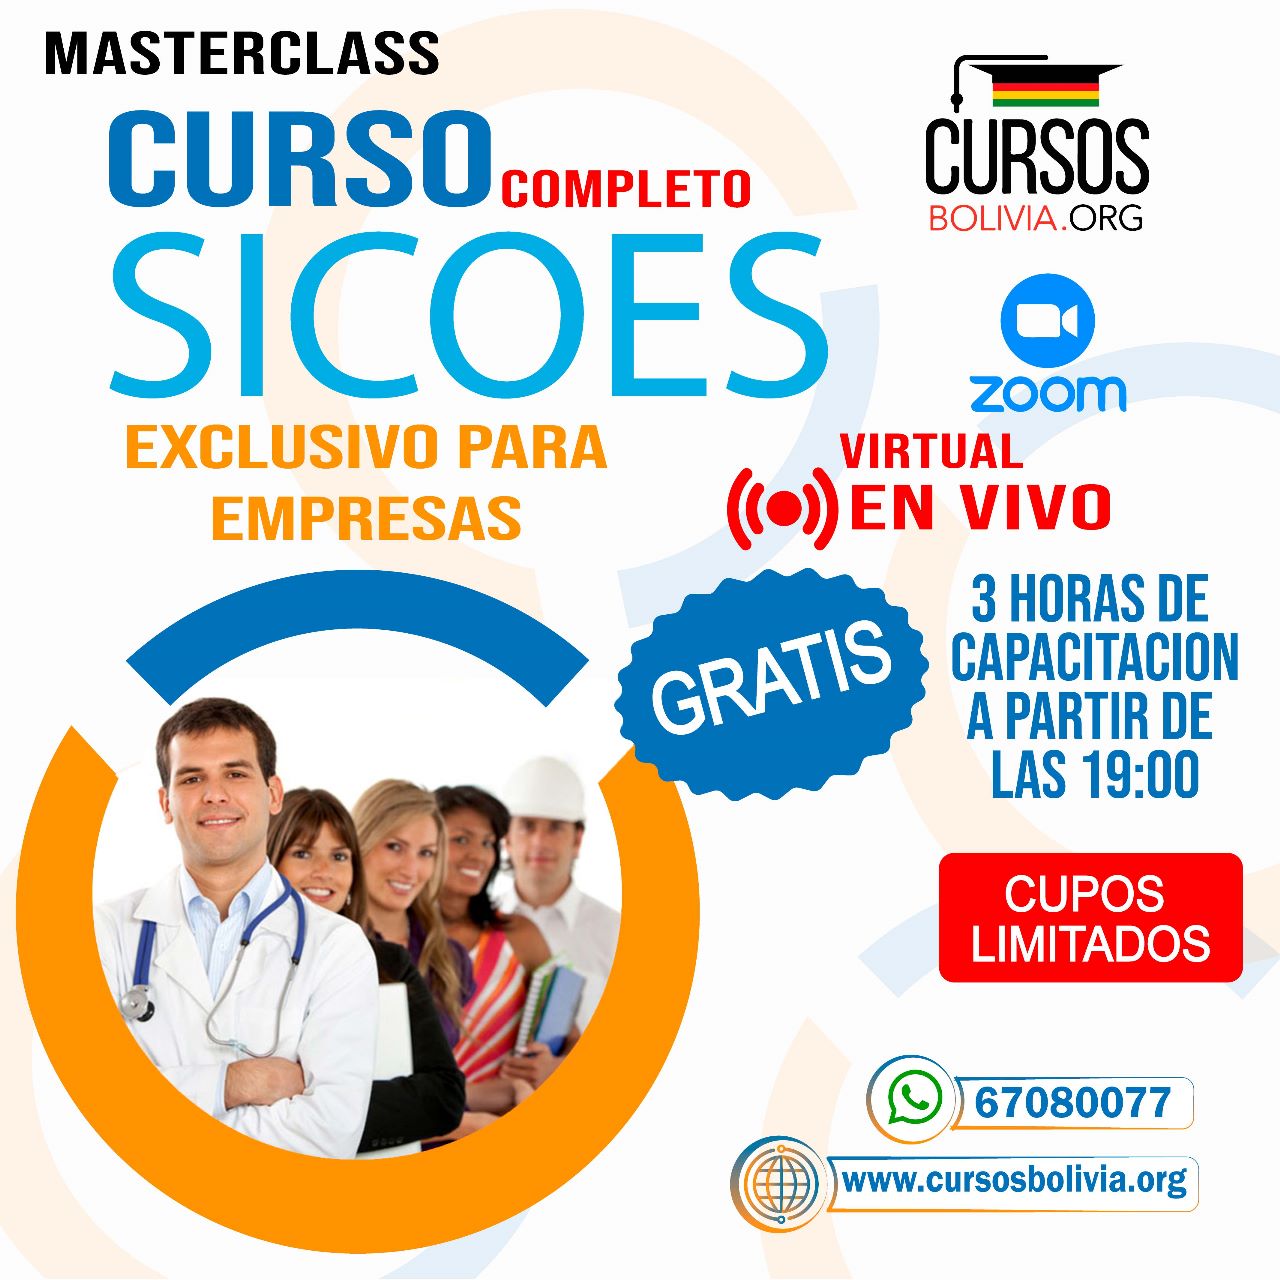 MASTERCLASS
CURSO COMPLETO
SICOES
EXCLUSIVO PARA
EMPRESAS
CURSOS
BOLIVIA.ORG
zoom
VIRTUAL
EN VIVO
GRATIS
3 HORAS DE
CAPACITACION
A PARTIR DE
LAS 19:00
CUPOS
LIMITADOS
67080077
www.cursosbolivia.org